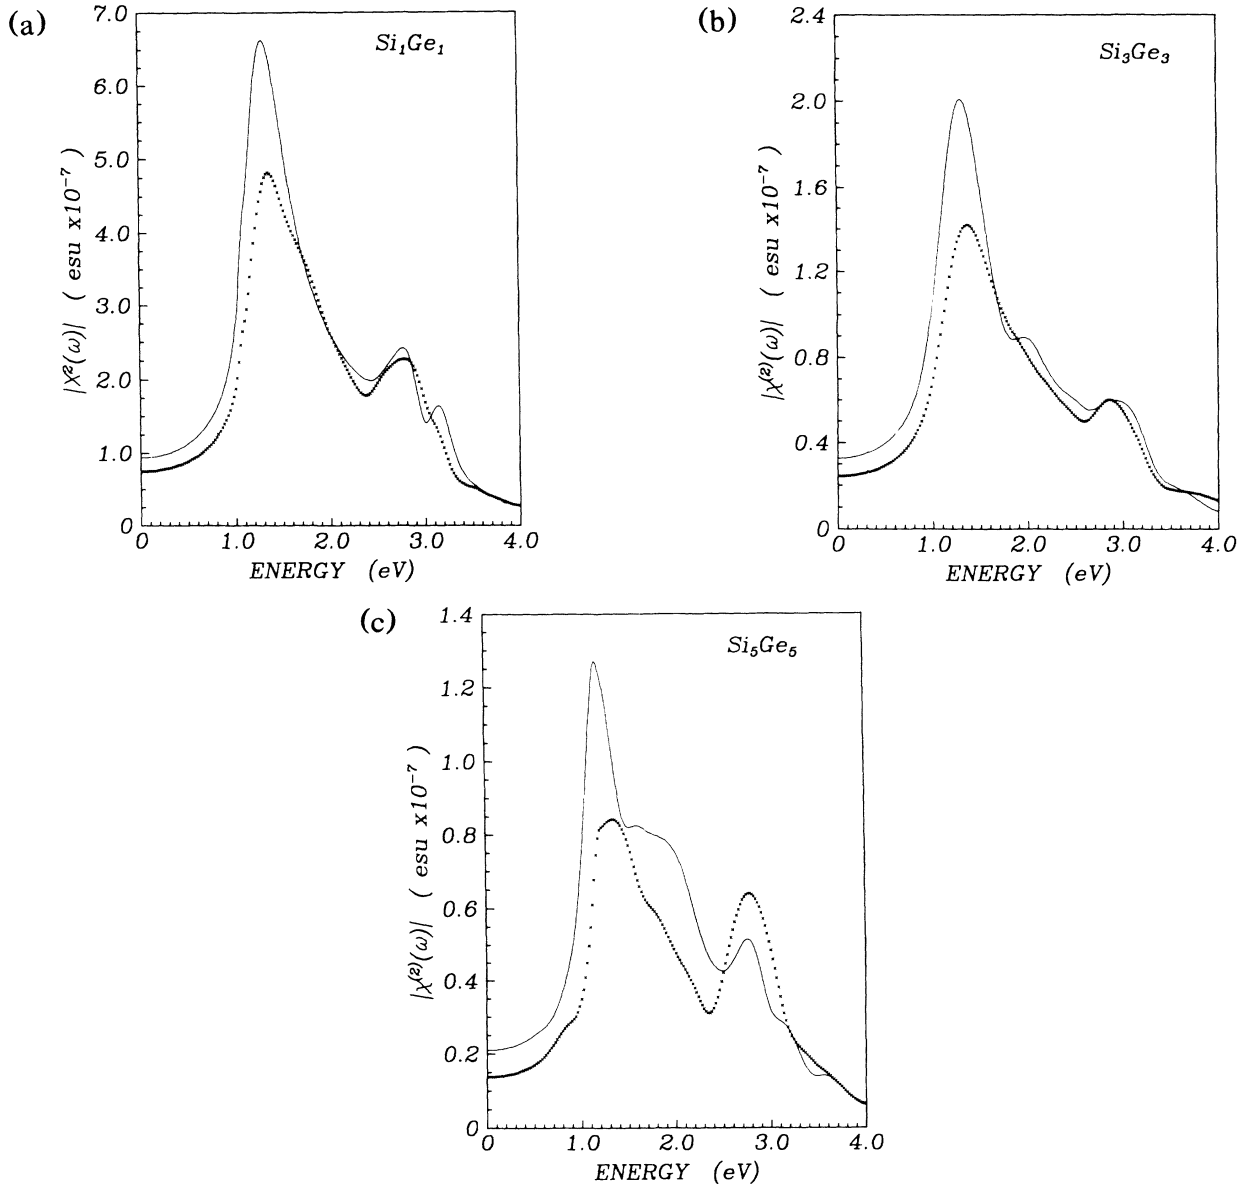 (a)
7.0
6.0
5.0
4.0
3.0
2.0
1.0
0
|χ²(ω)| ( esu x10⁻⁷ )
Si₁Ge₁
0 1.0 2.0 3.0 4.0
ENERGY (eV)
(b)
2.4
2.0
1.6
1.2
0.8
0.4
0
|χ⁽²⁾(ω)| ( esu x10⁻⁷ )
Si₃Ge₃
0 1.0 2.0 3.0 4.0
ENERGY (eV)
(c)
1.4
1.2
1.0
0.8
0.6
0.4
0.2
0
|χ⁽²⁾(ω)| ( esu x10⁻⁷ )
Si₅Ge₅
0 1.0 2.0 3.0 4.0
ENERGY (eV)